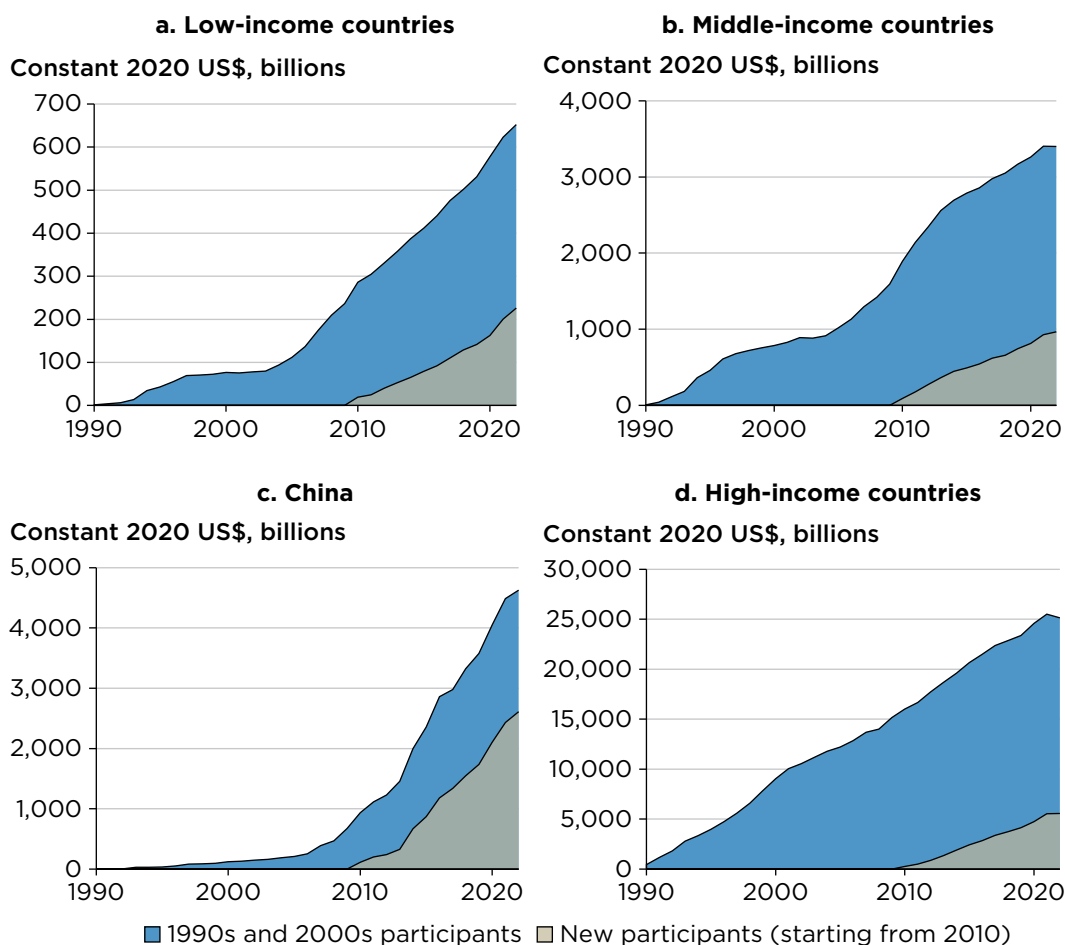 a. Low-income countries
Constant 2020 US$, billions
700
600
500
400
300
200
100
0
1990 2000 2010 2020
b. Middle-income countries
Constant 2020 US$, billions
4,000
3,000
2,000
1,000
0
1990 2000 2010 2020
c. China
Constant 2020 US$, billions
5,000
4,000
3,000
2,000
1,000
0
1990 2000 2010 2020
d. High-income countries
Constant 2020 US$, billions
30,000
25,000
20,000
15,000
10,000
5,000
0
1990 2000 2010 2020
1990s and 2000s participants New participants (starting from 2010)